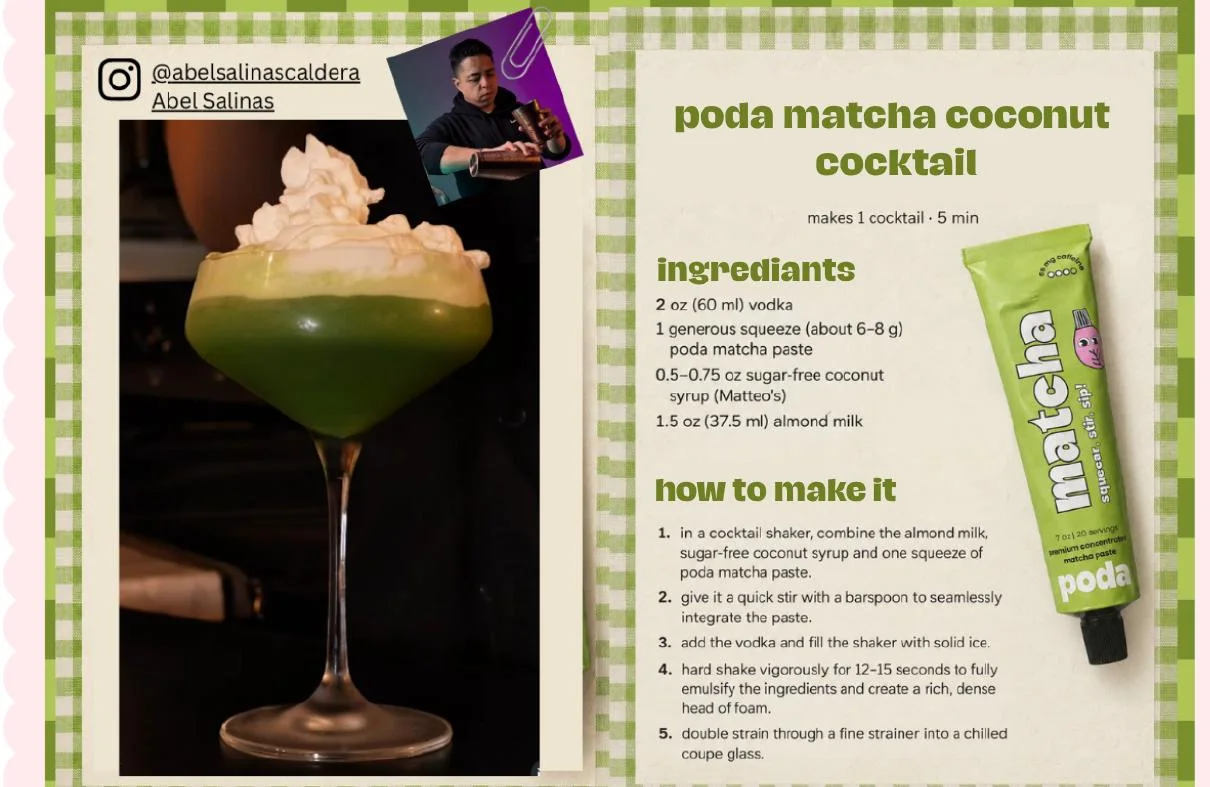 @abelsalinascaldera
Abel Salinas
poda matcha coconut
cocktail
makes 1 cocktail · 5 min
ingrediants
2 oz (60 ml) vodka
1 generous squeeze (about 6–8 g)
poda matcha paste
0.5–0.75 oz sugar-free coconut
syrup (Matteo's)
1.5 oz (37.5 ml) almond milk
how to make it
1. in a cocktail shaker, combine the almond milk,
sugar-free coconut syrup and one squeeze of
poda matcha paste.
2. give it a quick stir with a barspoon to seamlessly
integrate the paste.
3. add the vodka and fill the shaker with solid ice.
4. hard shake vigorously for 12–15 seconds to fully
emulsify the ingredients and create a rich, dense
head of foam.
5. double strain through a fine strainer into a chilled
coupe glass.
mg caffeine
matcha
stir, sip!
7 oz | 20 servings
premium concentrated
matcha paste
poda